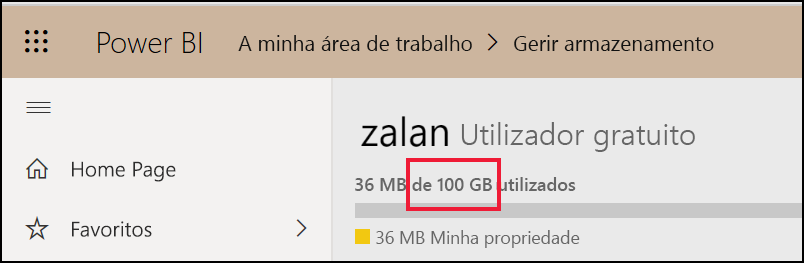 Power BI A minha área de trabalho > Gerir armazenamento
zalan Utilizador gratuito
Home Page
36 MB de 100 GB utilizados
Favoritos >
36 MB Minha propriedade